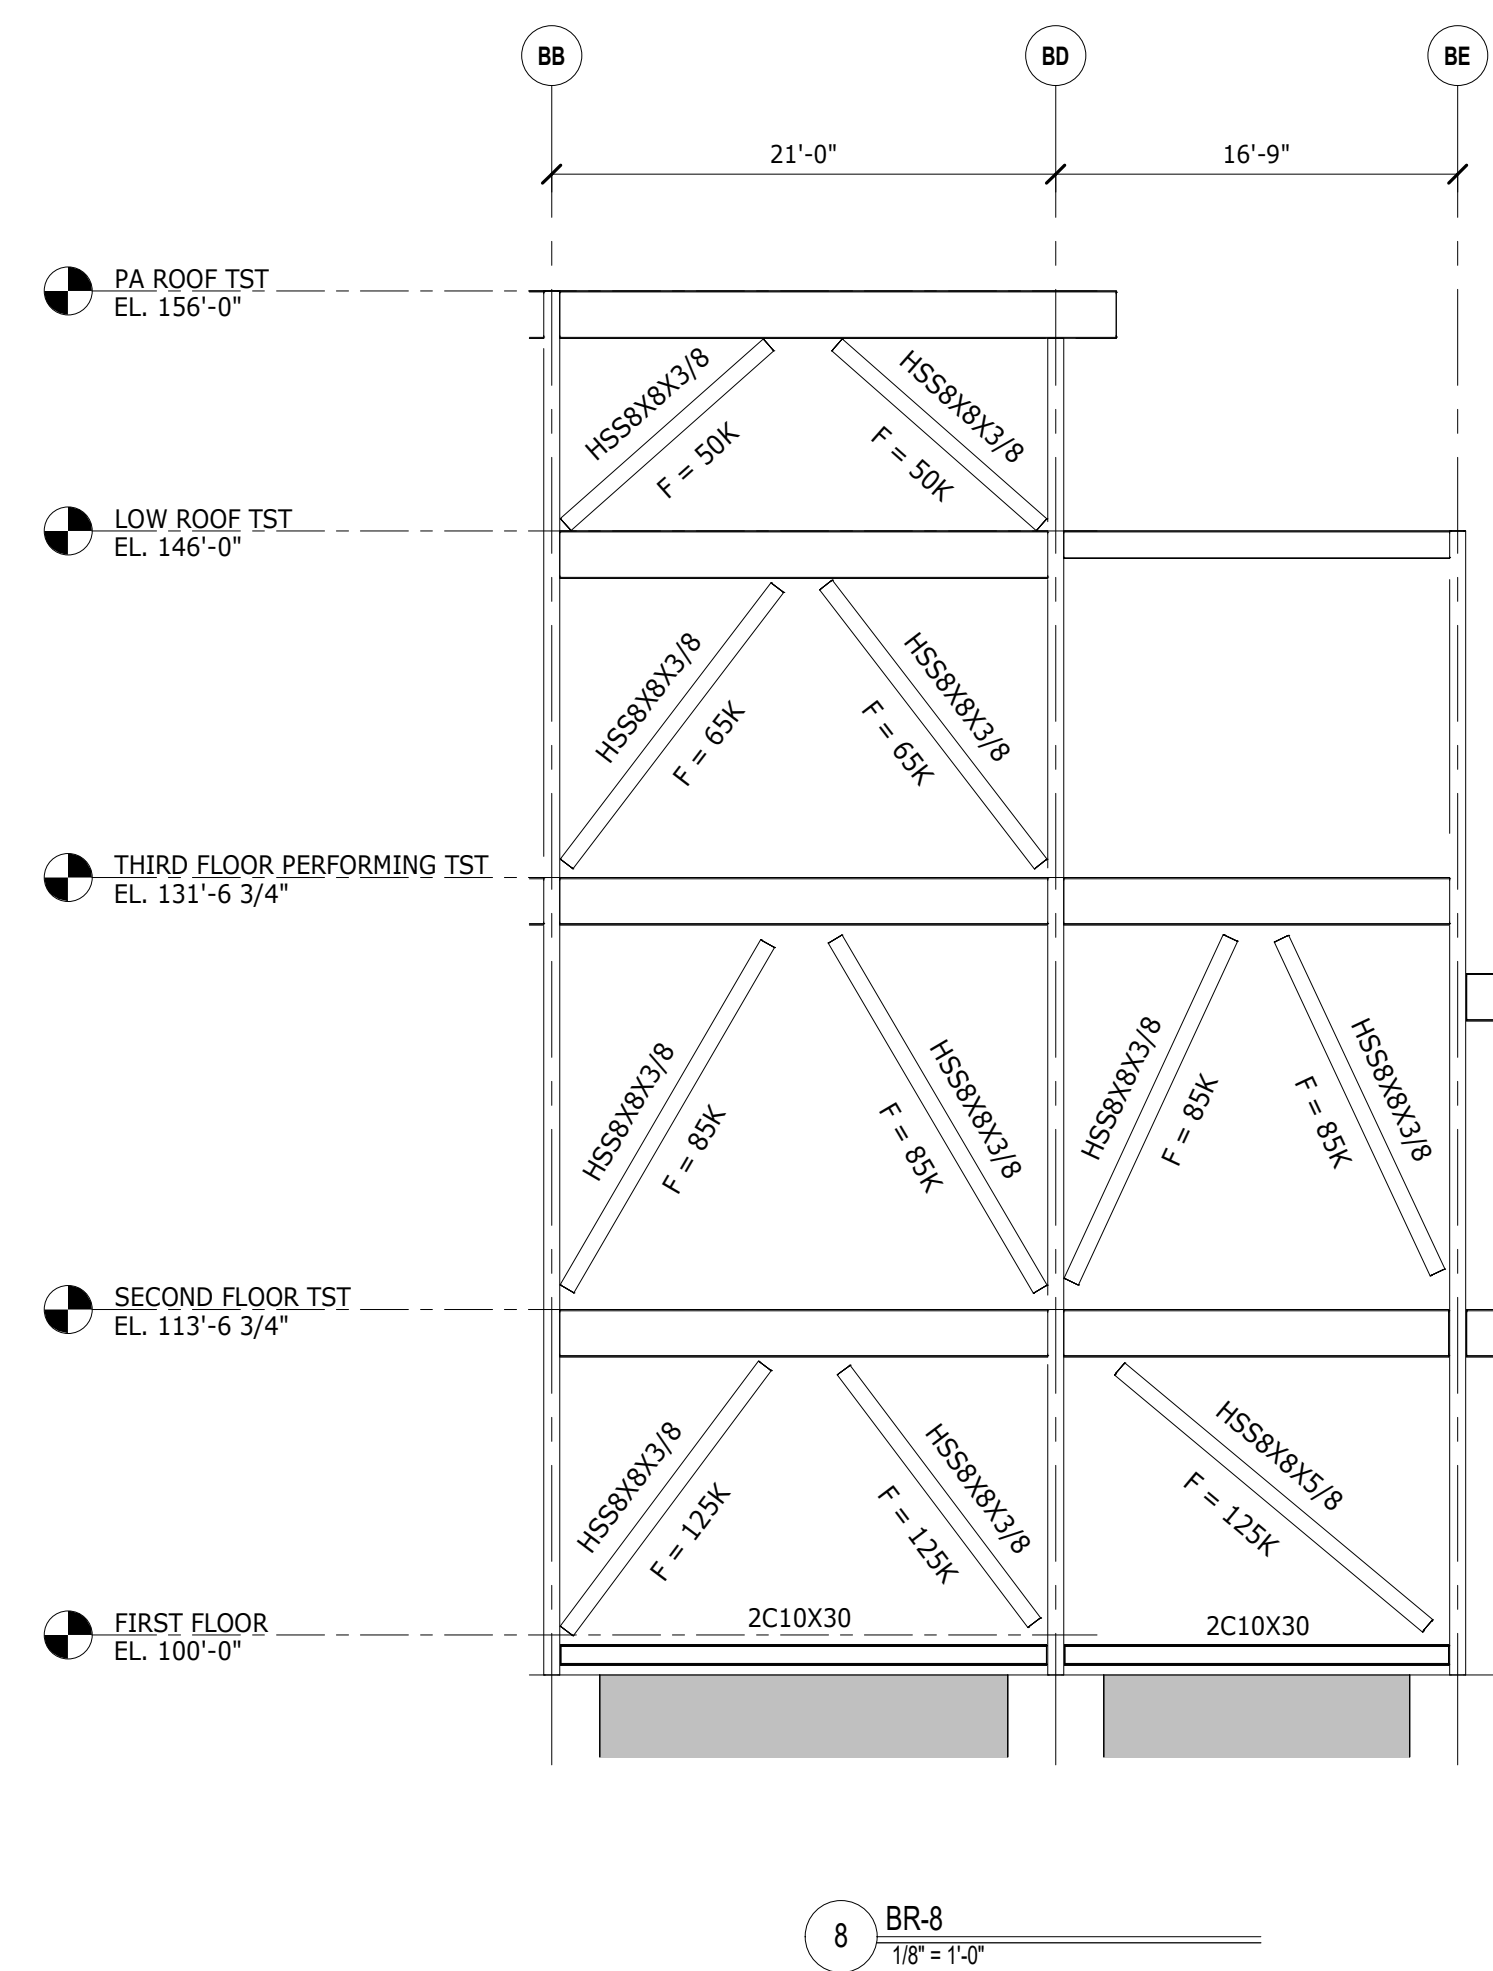 BB
BD
BE
21'-0"
16'-9"
PA ROOF TST
EL. 156'-0"
HSS8X8X3/8
F = 50K
HSS8X8X3/8
F = 50K
LOW ROOF TST
EL. 146'-0"
HSS8X8X3/8
F = 65K
HSS8X8X3/8
F = 65K
THIRD FLOOR PERFORMING TST
EL. 131'-6 3/4"
HSS8X8X3/8
F = 85K
HSS8X8X3/8
F = 85K
HSS8X8X3/8
F = 85K
HSS8X8X3/8
F = 85K
SECOND FLOOR TST
EL. 113'-6 3/4"
HSS8X8X3/8
F = 125K
HSS8X8X3/8
F = 125K
HSS8X8X5/8
F = 125K
FIRST FLOOR
EL. 100'-0"
2C10X30
2C10X30
8
BR-8
1/8" = 1'-0"